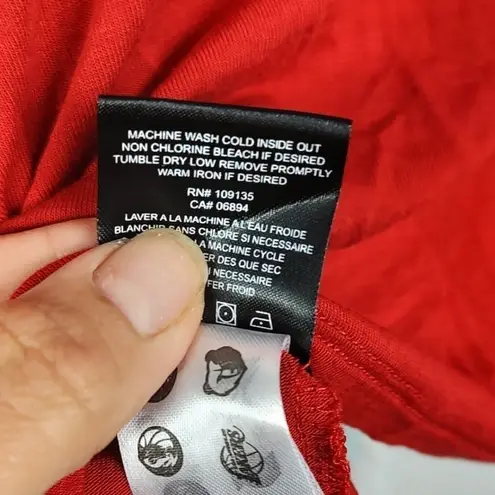 MACHINE WASH COLD INSIDE OUT
NON CHLORINE BLEACH IF DESIRED
TUMBLE DRY LOW REMOVE PROMPTLY
WARM IRON IF DESIRED
RN# 109135
CA# 06894
LAVER A LA MACHINE A L'EAU FROIDE
SANS CHLORE SI NECESSAIRE
LA MACHINE CYCLE
DES QUE SEC
SI NECESSAIRE
FROID
LAKERS